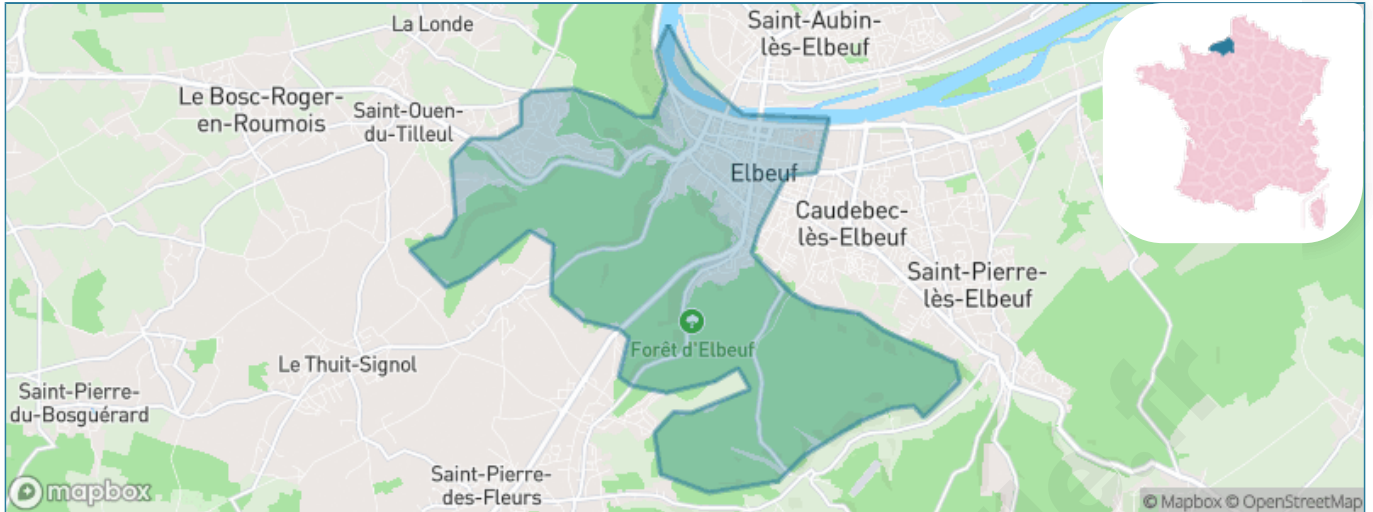 La Londe
Saint-Aubin-
lès-Elbeuf
Le Bosc-Roger-
en-Roumois
Saint-Ouen-
du-Tilleul
Elbeuf
Caudebec-
lès-Elbeuf
Saint-Pierre-
lès-Elbeuf
Forêt d'Elbeuf
Le Thuit-Signol
Saint-Pierre-
du-Bosguérard
Saint-Pierre-
des-Fleurs
mapbox
© Mapbox © OpenStreetMap